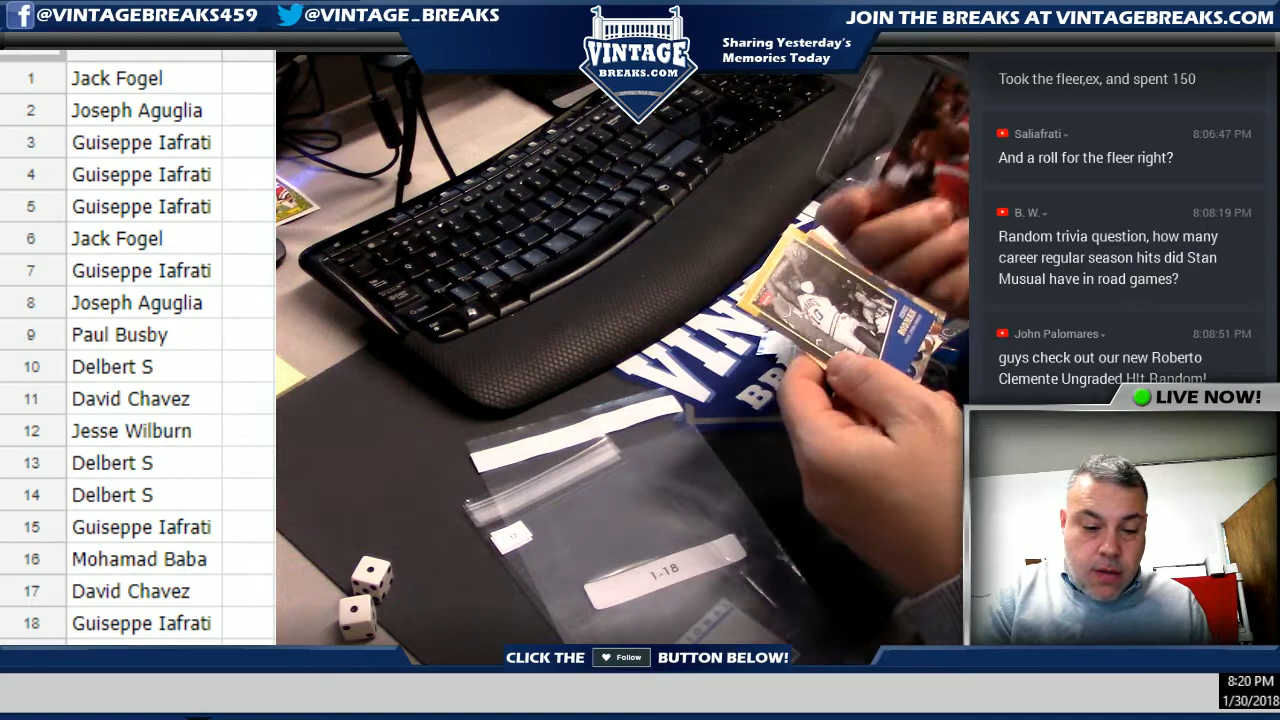 @VINTAGEBREAKS459
@VINTAGE_BREAKS
VINTAGE
BREAKS.COM
Sharing Yesterday's
Memories Today
JOIN THE BREAKS AT VINTAGEBREAKS.COM
1 Jack Fogel
2 Joseph Aguglia
3 Guiseppe Iafrati
4 Guiseppe Iafrati
5 Guiseppe Iafrati
6 Jack Fogel
7 Guiseppe Iafrati
8 Joseph Aguglia
9 Paul Busby
10 Delbert S
11 David Chavez
12 Jesse Wilburn
13 Delbert S
14 Delbert S
15 Guiseppe Iafrati
16 Mohamad Baba
17 David Chavez
18 Guiseppe Iafrati
VIN
BR
RODMAN
17
1-18
Took the fleer,ex, and spent 150
Saliafrati 8:06:47 PM
And a roll for the fleer right?
B. W. 8:08:19 PM
Random trivia question, how many
career regular season hits did Stan
Musual have in road games?
John Palomares 8:08:51 PM
guys check out our new Roberto
Clemente Ungraded HIt Random!
LIVE NOW!
CLICK THE Follow BUTTON BELOW!
8:20 PM
1/30/2018